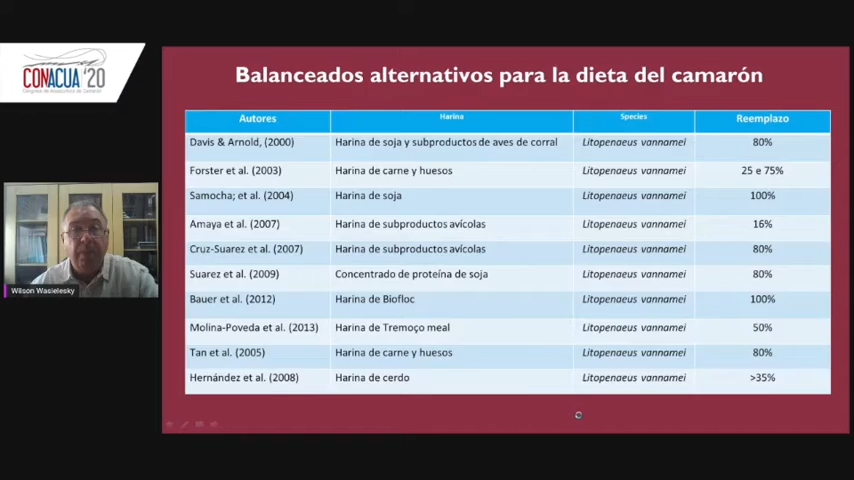 CONACUA '20
Balanceados alternativos para la dieta del camarón
Autores Harina Species Reemplazo
Davis & Arnold, (2000) Harina de soja y subproductos de aves de corral Litopenaeus vannamei 80%
Forster et al. (2003) Harina de carne y huesos Litopenaeus vannamei 25 e 75%
Samocha; et al. (2004) Harina de soja Litopenaeus vannamei 100%
Amaya et al. (2007) Harina de subproductos avícolas Litopenaeus vannamei 16%
Cruz-Suarez et al. (2007) Harina de subproductos avícolas Litopenaeus vannamei 80%
Suarez et al. (2009) Concentrado de proteína de soja Litopenaeus vannamei 80%
Bauer et al. (2012) Harina de Biofloc Litopenaeus vannamei 100%
Molina-Poveda et al. (2013) Harina de Tremoço meal Litopenaeus vannamei 50%
Tan et al. (2005) Harina de carne y huesos Litopenaeus vannamei 80%
Hernández et al. (2008) Harina de cerdo Litopenaeus vannamei >35%
Wilson Wasielesky